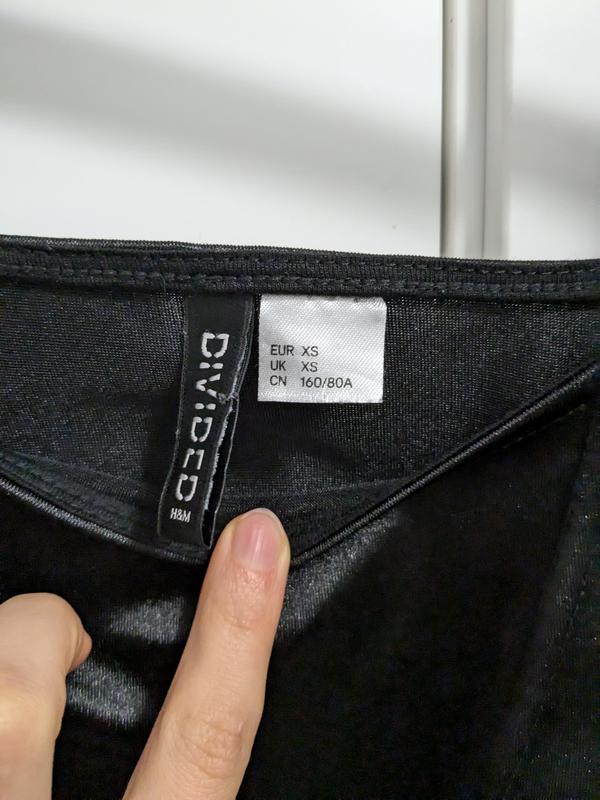 DIVIDED
H&M
EUR XS
UK XS
CN 160/80A